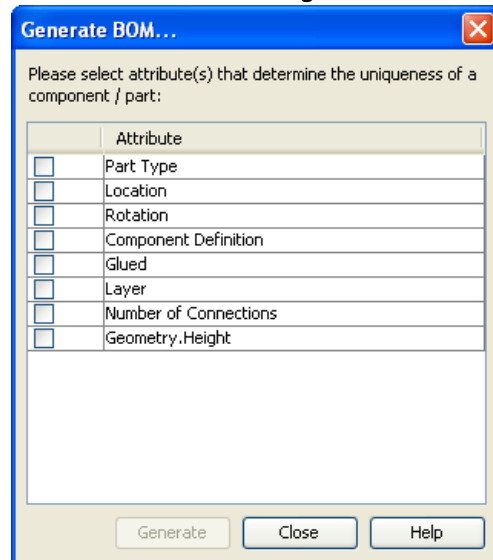 Generate BOM...
Please select attribute(s) that determine the uniqueness of a
component / part:
Attribute
Part Type
Location
Rotation
Component Definition
Glued
Layer
Number of Connections
Geometry.Height
Generate Close Help